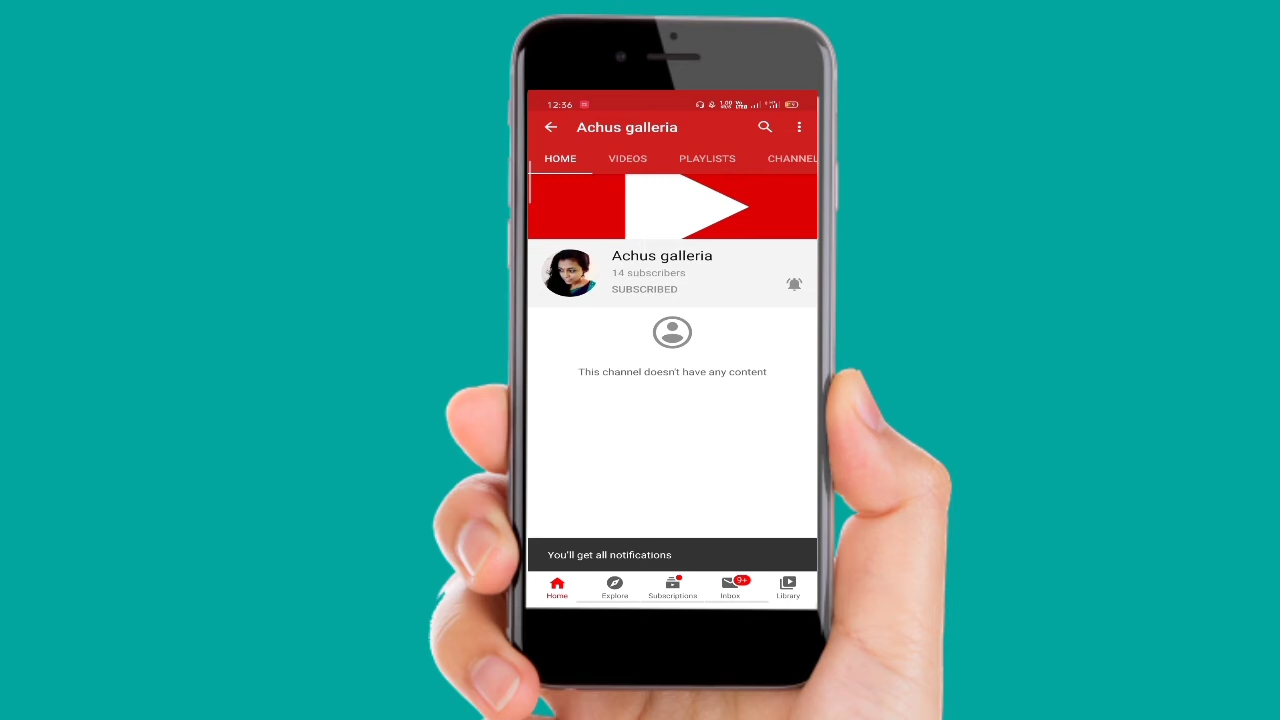 12:36
Achus galleria
HOME VIDEOS PLAYLISTS CHANNEL
Achus galleria
14 subscribers
SUBSCRIBED
This channel doesn't have any content
You'll get all notifications
9+
Home Explore Subscriptions Inbox Library